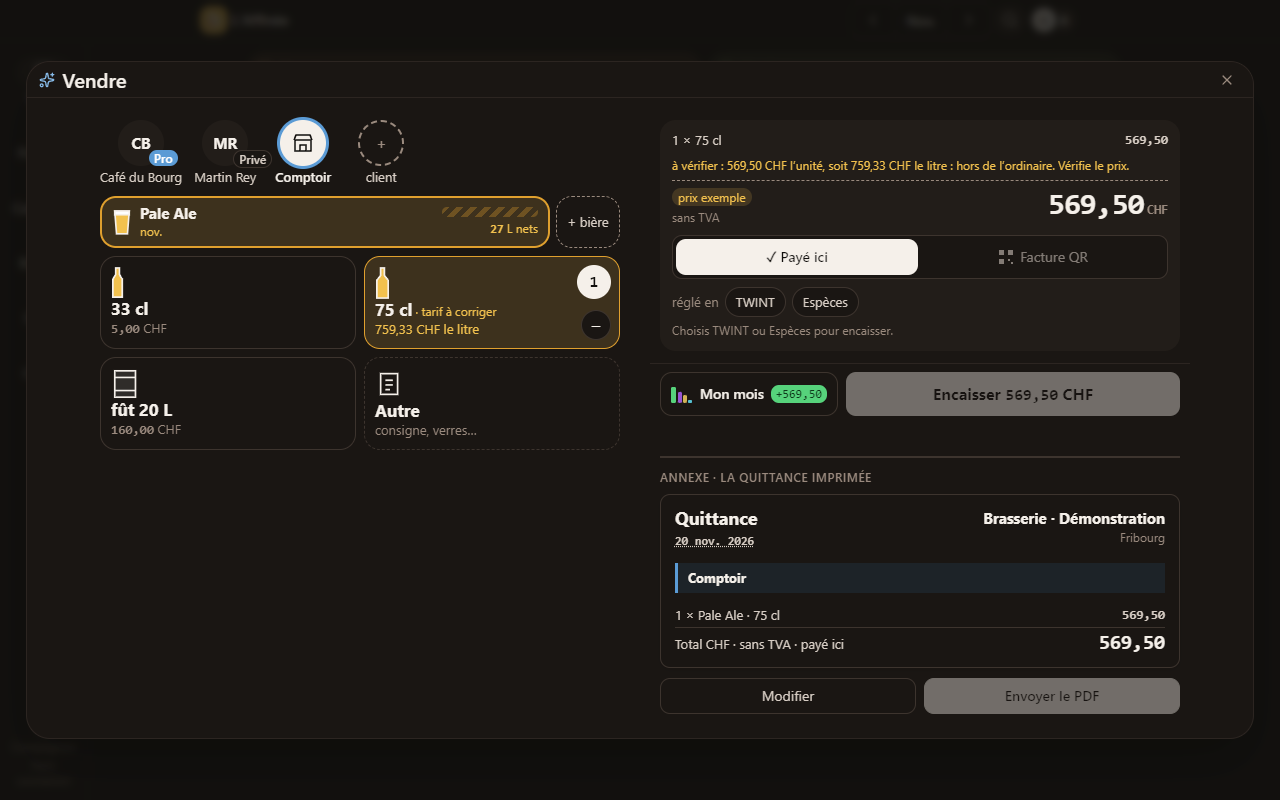 Vendre
CB
Pro
Café du Bourg
MR
Privé
Martin Rey
Comptoir
+
client
Pale Ale
nov.
27 L nets
+ bière
33 cl
5,00 CHF
75 cl · tarif à corriger
759,33 CHF le litre
1
–
fût 20 L
160,00 CHF
Autre
consigne, verres…
1 × 75 cl
569,50
à vérifier : 569,50 CHF l’unité, soit 759,33 CHF le litre : hors de l’ordinaire. Vérifie le prix.
prix exemple
sans TVA
569,50 CHF
✓ Payé ici
Facture QR
réglé en
TWINT
Espèces
Choisis TWINT ou Espèces pour encaisser.
Mon mois
+569,50
Encaisser 569,50 CHF
ANNEXE · LA QUITTANCE IMPRIMÉE
Quittance
Brasserie · Démonstration
20 nov. 2026
Fribourg
Comptoir
1 × Pale Ale · 75 cl
569,50
Total CHF · sans TVA · payé ici
569,50
Modifier
Envoyer le PDF